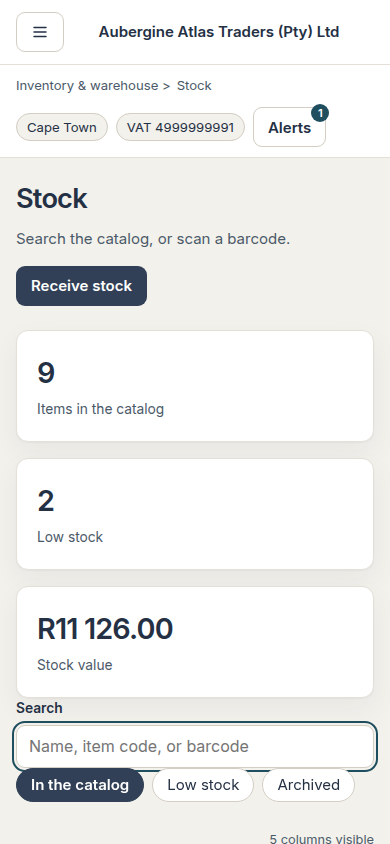 Aubergine Atlas Traders (Pty) Ltd
Inventory & warehouse > Stock
Cape Town VAT 4999999991 Alerts 1
Stock
Search the catalog, or scan a barcode.
Receive stock
9
Items in the catalog
2
Low stock
R11 126.00
Stock value
Search
Name, item code, or barcode
In the catalog Low stock Archived
5 columns visible